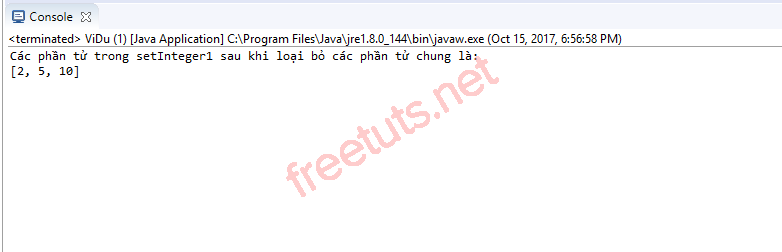 Console
<terminated> ViDu (1) [Java Application] C:\Program Files\Java\jre1.8.0_144\bin\javaw.exe (Oct 15, 2017, 6:56:58 PM)
Các phần tử trong setInteger1 sau khi loại bỏ các phần tử chung là:
[2, 5, 10]
freetuts.net